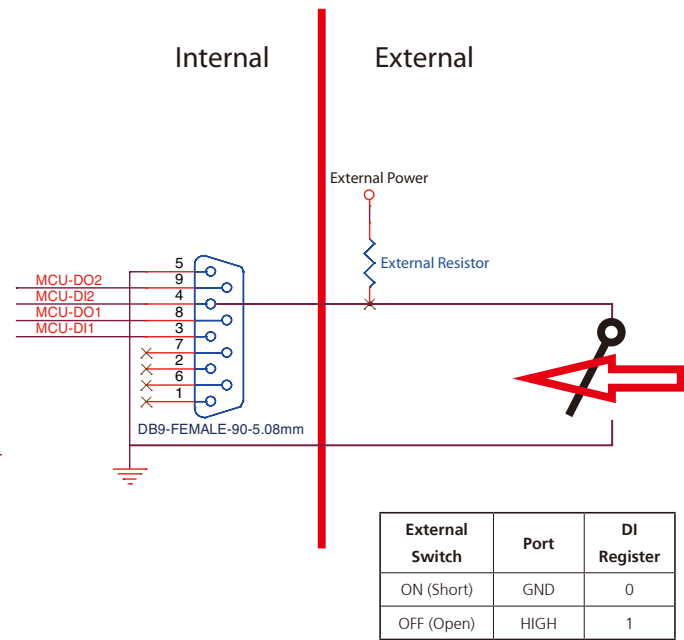 Internal
External
External Power
External Resistor
5
MCU-DO2 9
MCU-DI2 4
MCU-DO1 8
MCU-DI1 3
7
2
6
1
DB9-FEMALE-90-5.08mm
External Switch Port DI Register
ON (Short) GND 0
OFF (Open) HIGH 1